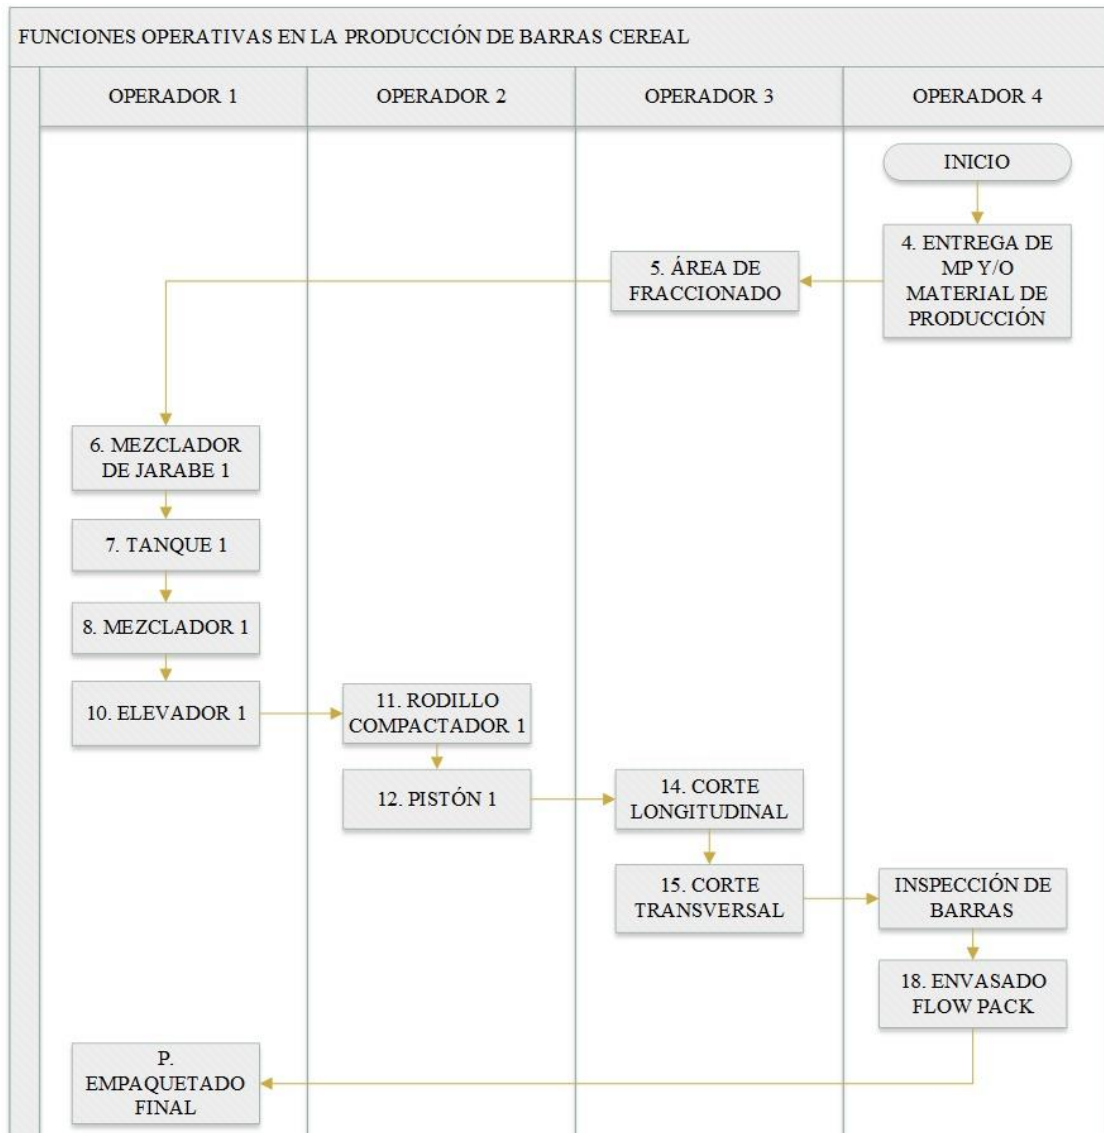 FUNCIONES OPERATIVAS EN LA PRODUCCIÓN DE BARRAS CEREAL
OPERADOR 1
OPERADOR 2
OPERADOR 3
OPERADOR 4
INICIO
4. ENTREGA DE
MP Y/O
MATERIAL DE
PRODUCCIÓN
5. ÁREA DE
FRACCIONADO
6. MEZCLADOR
DE JARABE 1
7. TANQUE 1
8. MEZCLADOR 1
10. ELEVADOR 1
11. RODILLO
COMPACTADOR 1
12. PISTÓN 1
14. CORTE
LONGITUDINAL
15. CORTE
TRANSVERSAL
INSPECCIÓN DE
BARRAS
18. ENVASADO
FLOW PACK
P.
EMPAQUETADO
FINAL